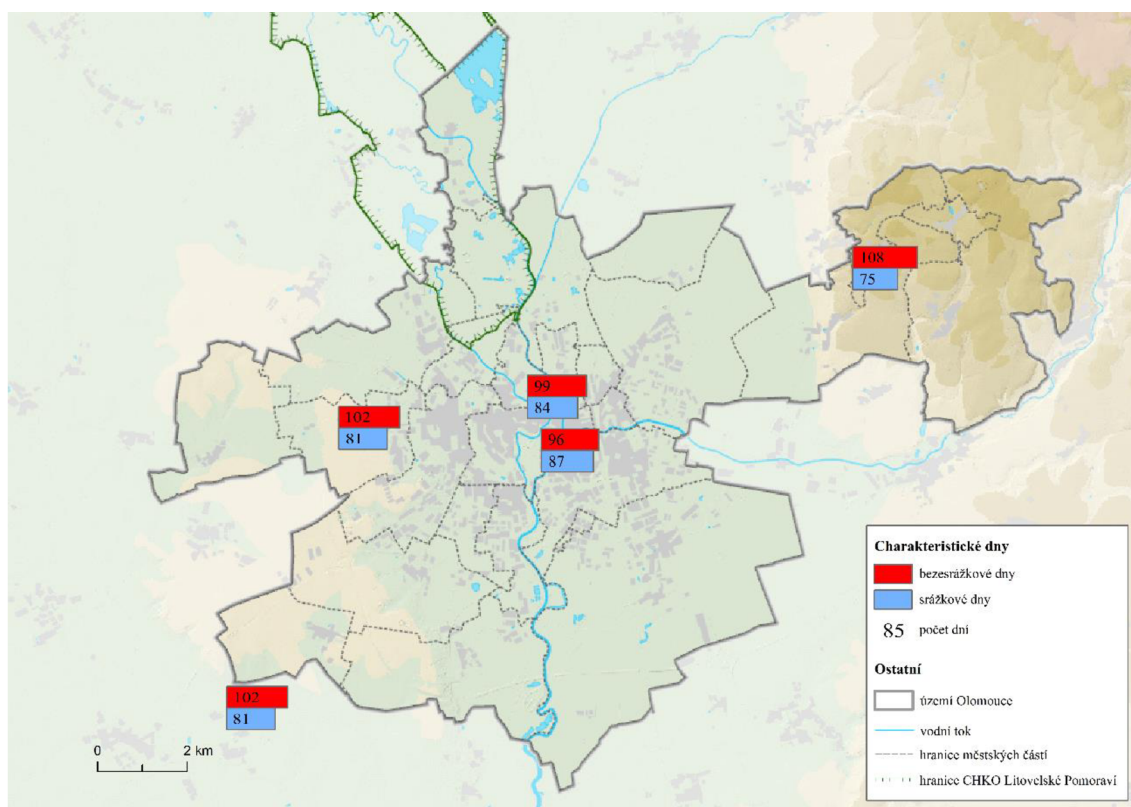 108
75
99
84
102
81
96
87
102
81
0 2 km
Charakteristické dny
bezesrážkové dny
srážkové dny
85 počet dní
Ostatní
území Olomouce
vodní tok
hranice městských částí
hranice CHKO Litovelské Pomoraví